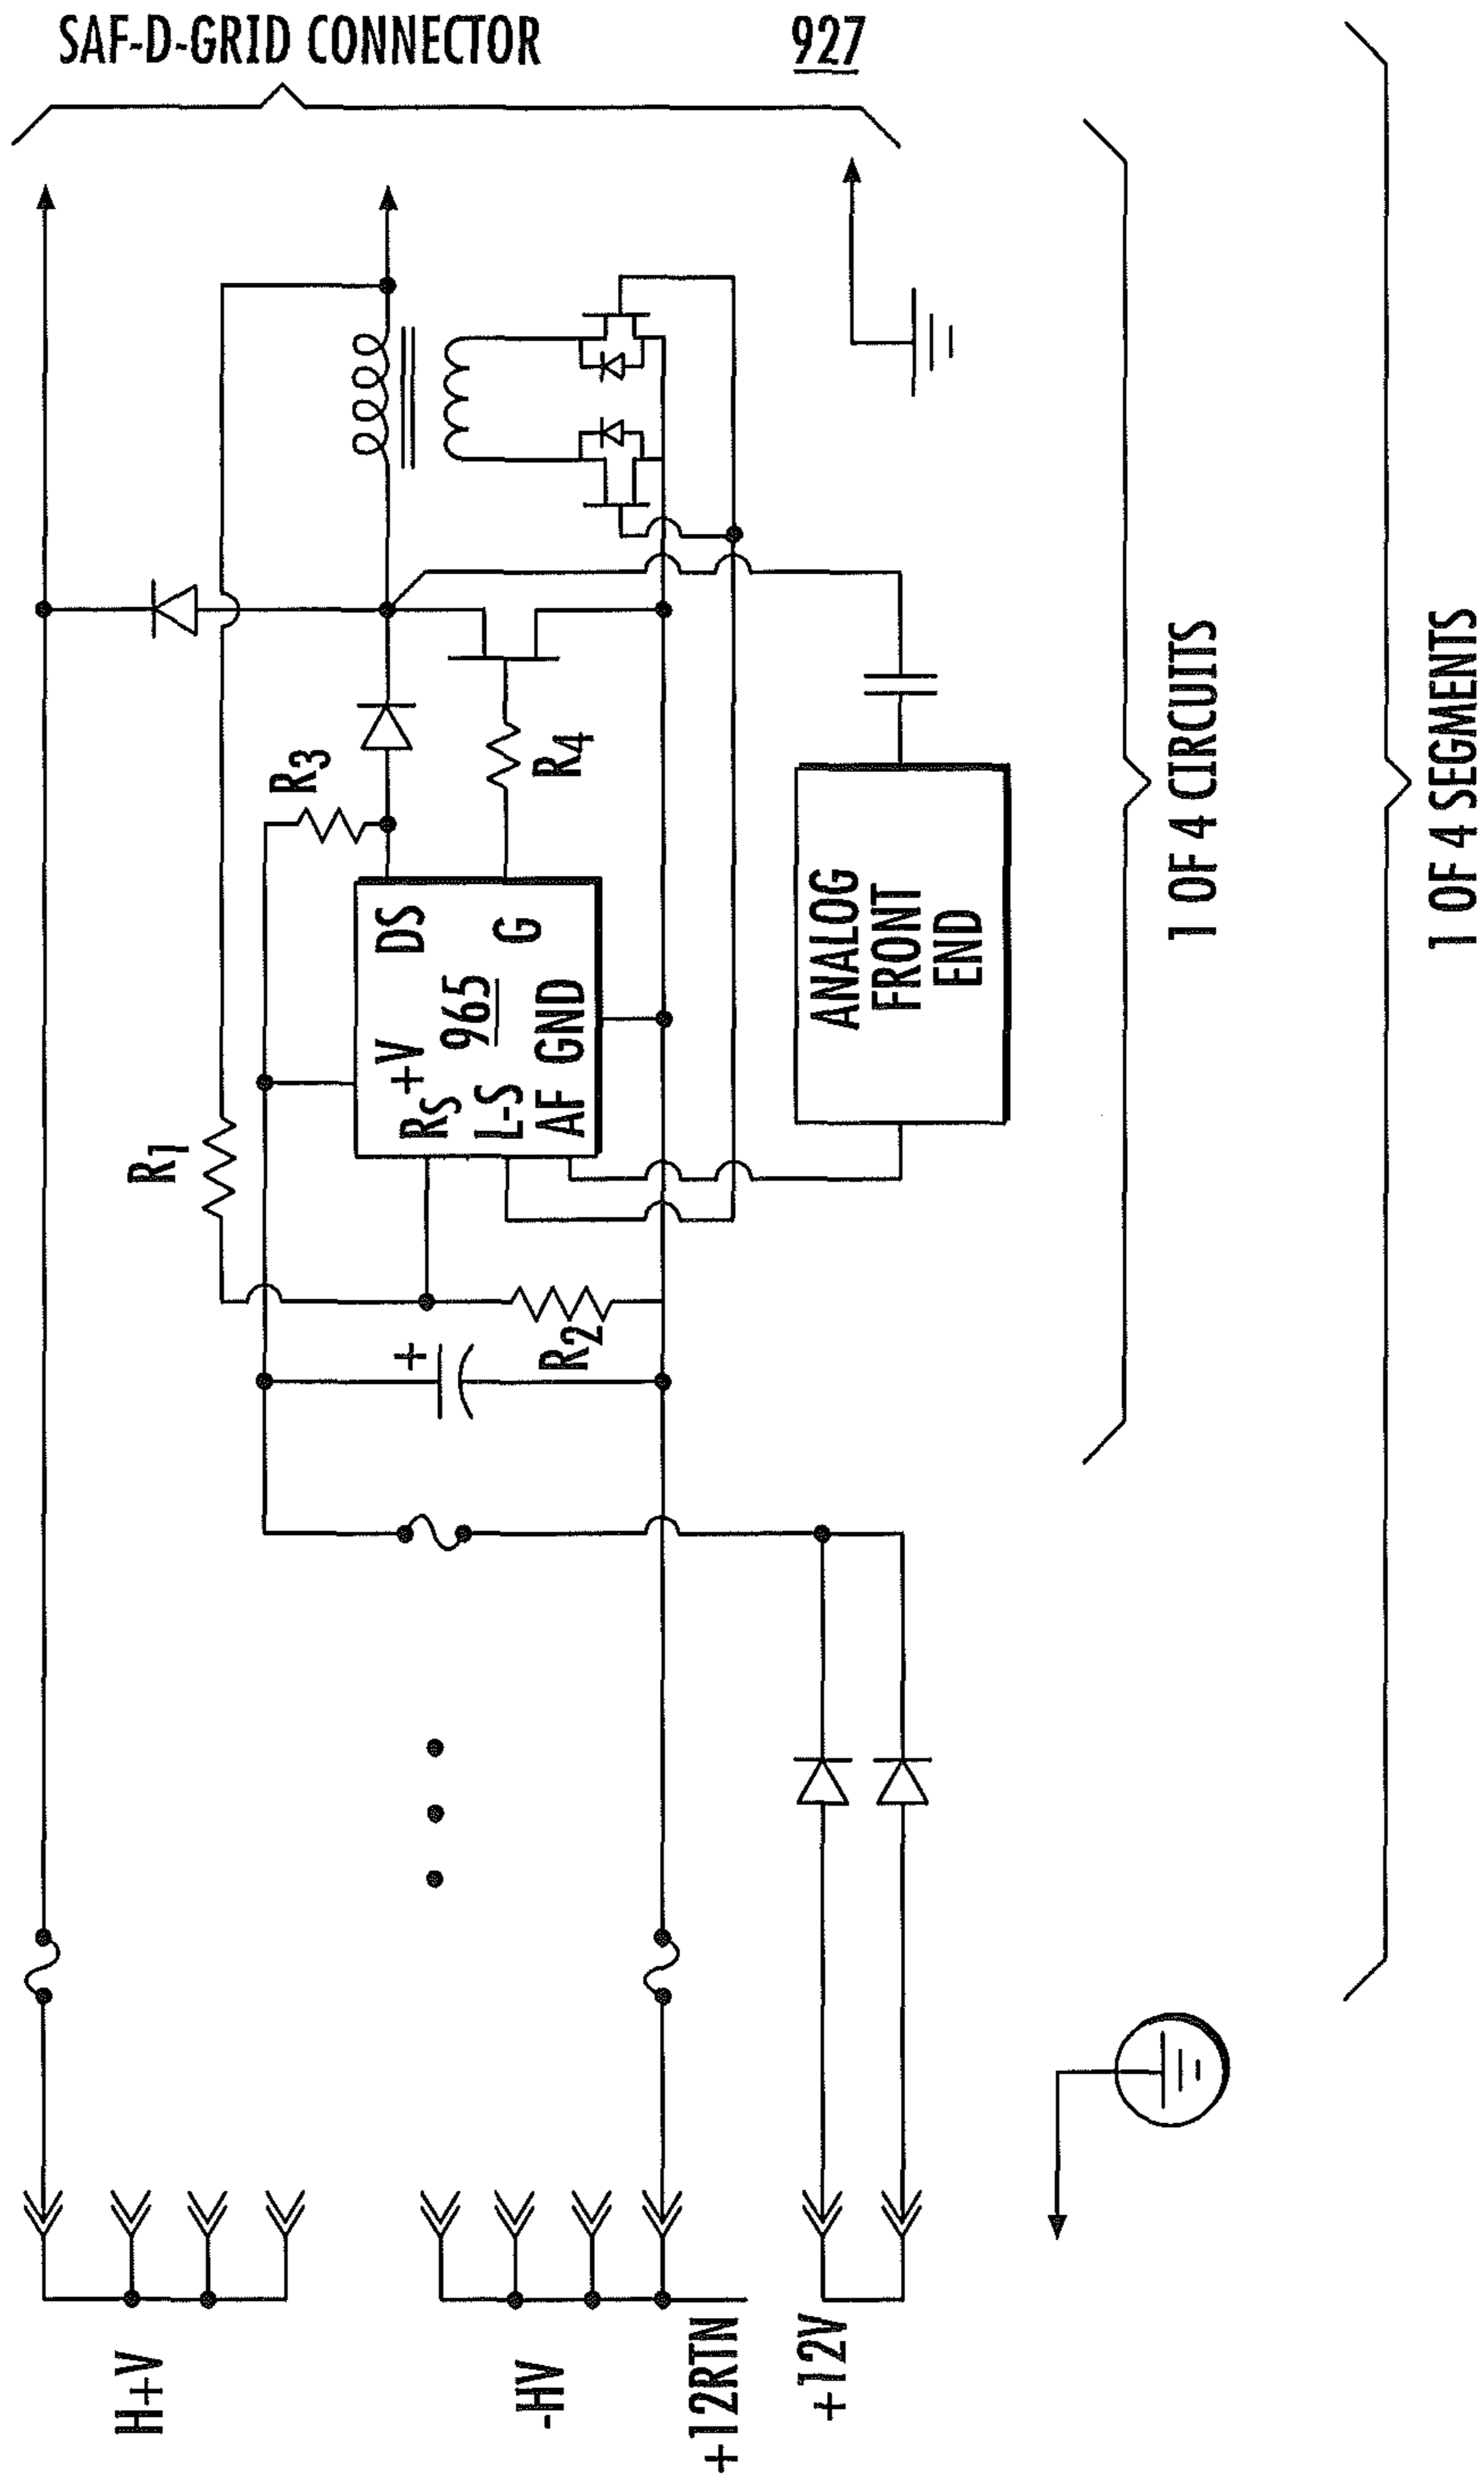 SAF-D-GRID CONNECTOR
927
R3
R4
R1
R2
DS
+V
965
G
RS
L-S
AF GND
+
ANALOG
FRONT
END
1 OF 4 CIRCUITS
1 OF 4 SEGMENTS
H+V
-HV
+12RTN
+12V